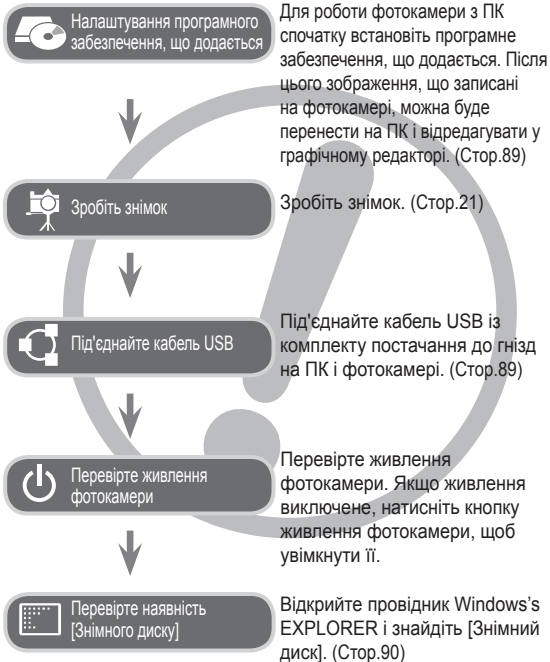 Налаштування програмного
забезпечення, що додається
Для роботи фотокамери з ПК
спочатку встановіть програмне
забезпечення, що додається. Після
цього зображення, що записані
на фотокамері, можна буде
перенести на ПК і відредагувати у
графічному редакторі. (Стор.89)
Зробіть знімок
Зробіть знімок. (Стор.21)
Під'єднайте кабель USB
Під'єднайте кабель USB із
комплекту постачання до гнізд
на ПК і фотокамері. (Стор.89)
Перевірте живлення
фотокамери
Перевірте живлення
фотокамери. Якщо живлення
виключене, натисніть кнопку
живлення фотокамери, щоб
увімкнути її.
Перевірте наявність
[Знімного диску]
Відкрийте провідник Windows's
EXPLORER і знайдіть [Знімний
диск]. (Стор.90)